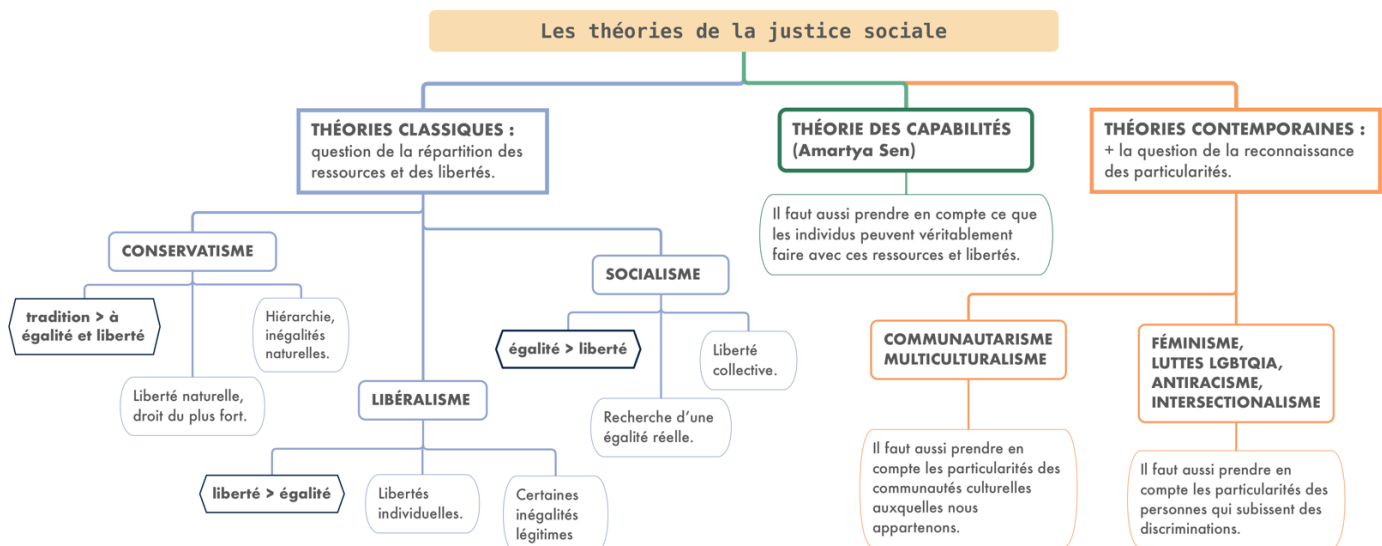 Les théories de la justice sociale
THÉORIES CLASSIQUES :
question de la répartition des
ressources et des libertés.
CONSERVATISME
tradition > à
égalité et liberté
Liberté naturelle,
droit du plus fort.
Hiérarchie,
inégalités
naturelles.
LIBÉRALISME
liberté > égalité
Libertés
individuelles.
Certaines
inégalités
légitimes
SOCIALISME
égalité > liberté
Recherche d’une
égalité réelle.
Liberté
collective.
THÉORIE DES CAPABILITÉS
(Amartya Sen)
Il faut aussi prendre en compte ce que
les individus peuvent véritablement
faire avec ces ressources et libertés.
THÉORIES CONTEMPORAINES :
+ la question de la reconnaissance
des particularités.
COMMUNAUTARISME
MULTICULTURALISME
Il faut aussi prendre en
compte les particularités des
communautés culturelles
auxquelles nous
appartenons.
FÉMINISME,
LUTTES LGBTQIA,
ANTIRACISME,
INTERSECTIONALISME
Il faut aussi prendre en
compte les particularités des
personnes qui subissent des
discriminations.